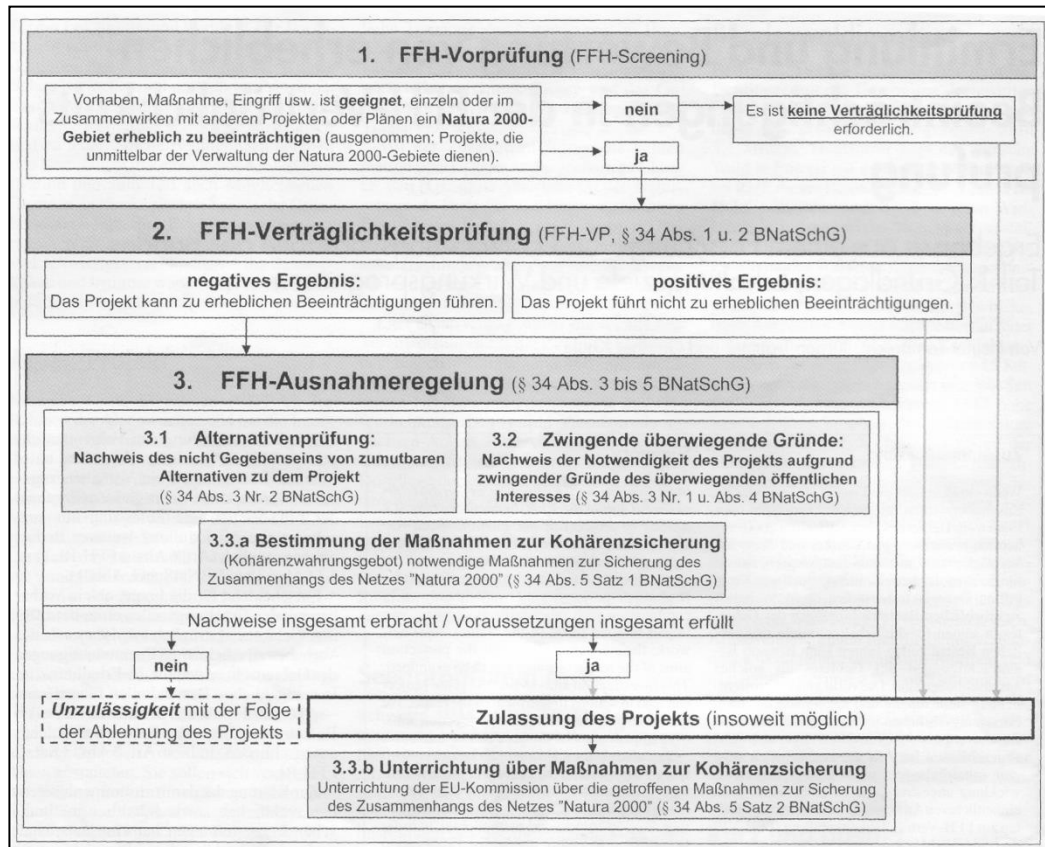 1. FFH-Vorprüfung (FFH-Screening)
Vorhaben, Maßnahme, Eingriff usw. ist geeignet, einzeln oder im
Zusammenwirken mit anderen Projekten oder Plänen ein Natura 2000-
Gebiet erheblich zu beeinträchtigen (ausgenommen: Projekte, die
unmittelbar der Verwaltung der Natura 2000-Gebiete dienen).
nein
ja
Es ist keine Verträglichkeitsprüfung
erforderlich.
2. FFH-Verträglichkeitsprüfung (FFH-VP, § 34 Abs. 1 u. 2 BNatSchG)
negatives Ergebnis:
Das Projekt kann zu erheblichen Beeinträchtigungen führen.
positives Ergebnis:
Das Projekt führt nicht zu erheblichen Beeinträchtigungen.
3. FFH-Ausnahmeregelung (§ 34 Abs. 3 bis 5 BNatSchG)
3.1 Alternativenprüfung:
Nachweis des nicht Gegebenseins von zumutbaren
Alternativen zu dem Projekt
(§ 34 Abs. 3 Nr. 2 BNatSchG)
3.2 Zwingende überwiegende Gründe:
Nachweis der Notwendigkeit des Projekts aufgrund
zwingender Gründe des überwiegenden öffentlichen
Interesses (§ 34 Abs. 3 Nr. 1 u. Abs. 4 BNatSchG)
3.3.a Bestimmung der Maßnahmen zur Kohärenzsicherung
(Kohärenzwahrungsgebot) notwendige Maßnahmen zur Sicherung des
Zusammenhangs des Netzes "Natura 2000" (§ 34 Abs. 5 Satz 1 BNatSchG)
Nachweise insgesamt erbracht / Voraussetzungen insgesamt erfüllt
nein
ja
Unzulässigkeit mit der Folge
der Ablehnung des Projekts
Zulassung des Projekts (insoweit möglich)
3.3.b Unterrichtung über Maßnahmen zur Kohärenzsicherung
Unterrichtung der EU-Kommission über die getroffenen Maßnahmen zur Sicherung
des Zusammenhangs des Netzes "Natura 2000" (§ 34 Abs. 5 Satz 2 BNatSchG)